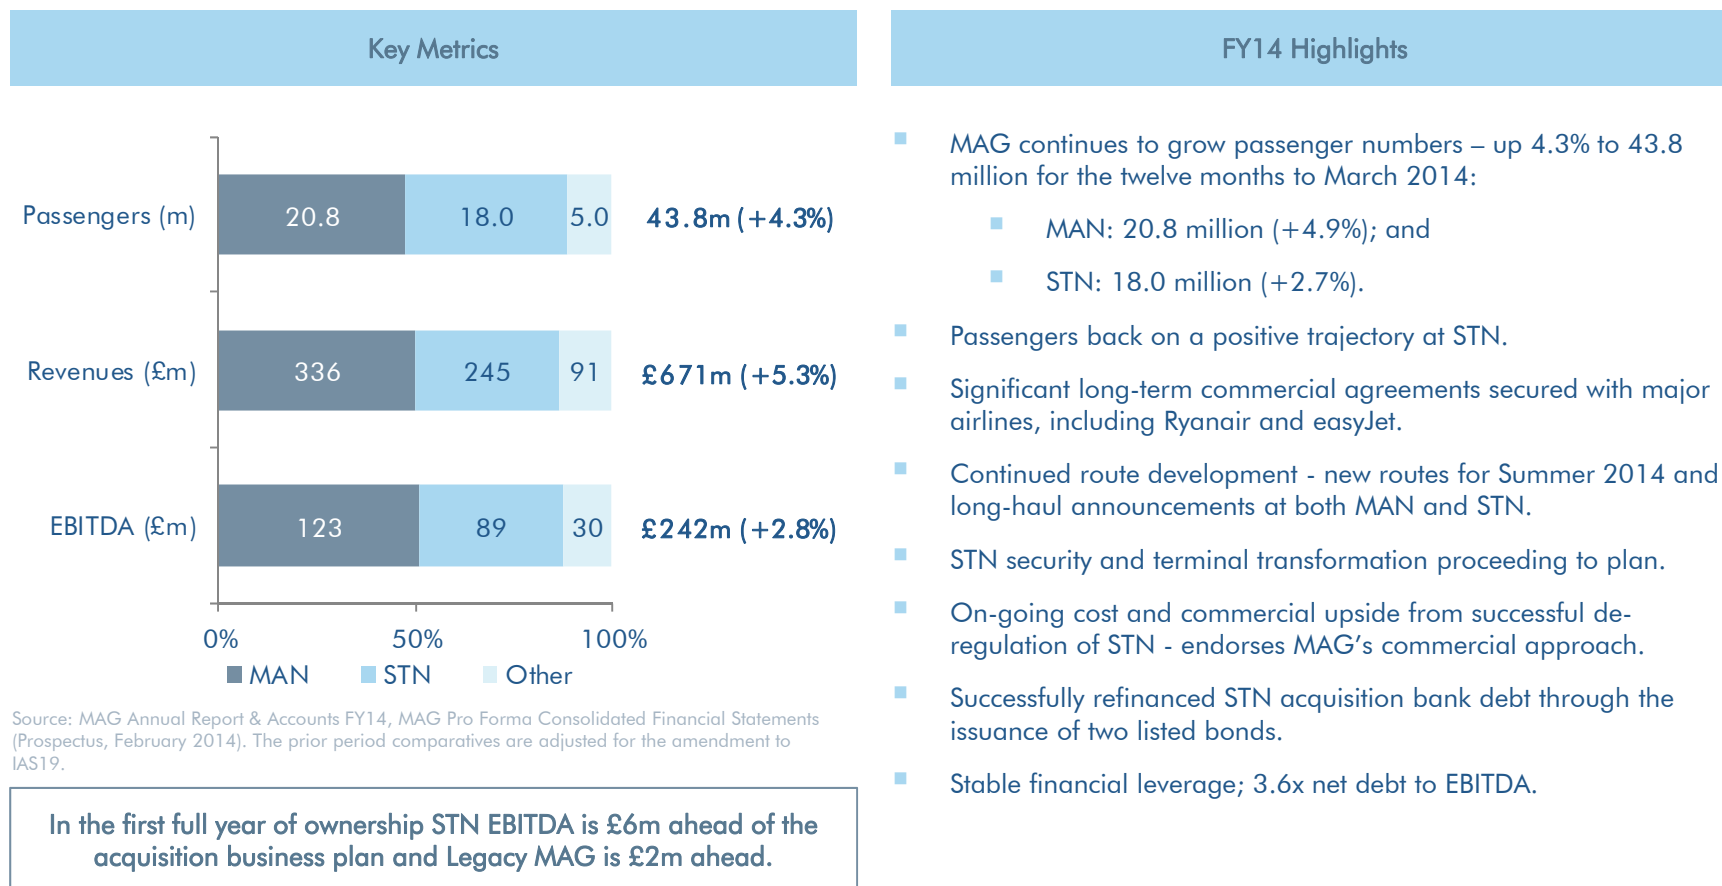 Key Metrics
Passengers (m)
20.8
18.0
5.0
43.8m (+4.3%)
Revenues (£m)
336
245
91
£671m (+5.3%)
EBITDA (£m)
123
89
30
£242m (+2.8%)
0%
50%
100%
MAN
STN
Other
Source: MAG Annual Report & Accounts FY14, MAG Pro Forma Consolidated Financial Statements
(Prospectus, February 2014). The prior period comparatives are adjusted for the amendment to
IAS19.
In the first full year of ownership STN EBITDA is £6m ahead of the
acquisition business plan and Legacy MAG is £2m ahead.
FY14 Highlights
MAG continues to grow passenger numbers – up 4.3% to 43.8
million for the twelve months to March 2014:
MAN: 20.8 million (+4.9%); and
STN: 18.0 million (+2.7%).
Passengers back on a positive trajectory at STN.
Significant long-term commercial agreements secured with major
airlines, including Ryanair and easyJet.
Continued route development - new routes for Summer 2014 and
long-haul announcements at both MAN and STN.
STN security and terminal transformation proceeding to plan.
On-going cost and commercial upside from successful de-
regulation of STN - endorses MAG’s commercial approach.
Successfully refinanced STN acquisition bank debt through the
issuance of two listed bonds.
Stable financial leverage; 3.6x net debt to EBITDA.